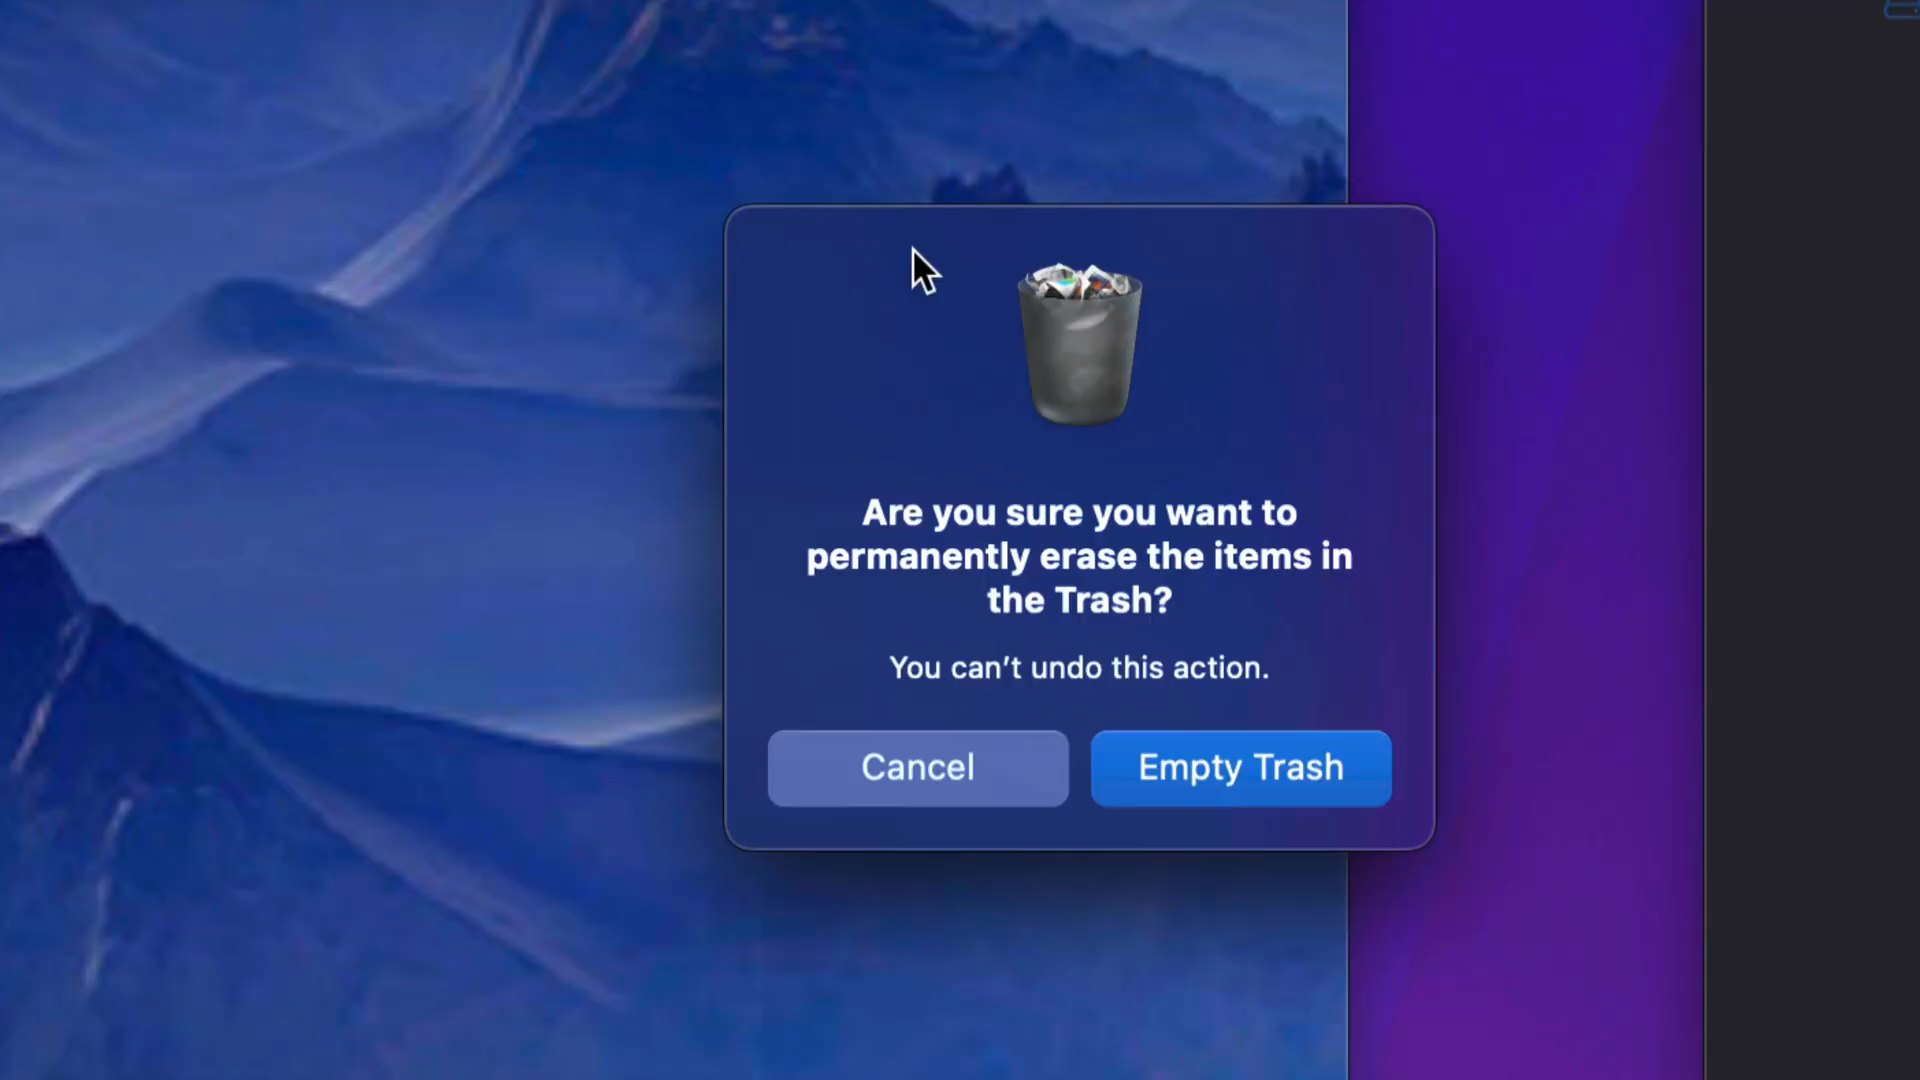 Are you sure you want to
permanently erase the items in
the Trash?
You can’t undo this action.
Cancel
Empty Trash